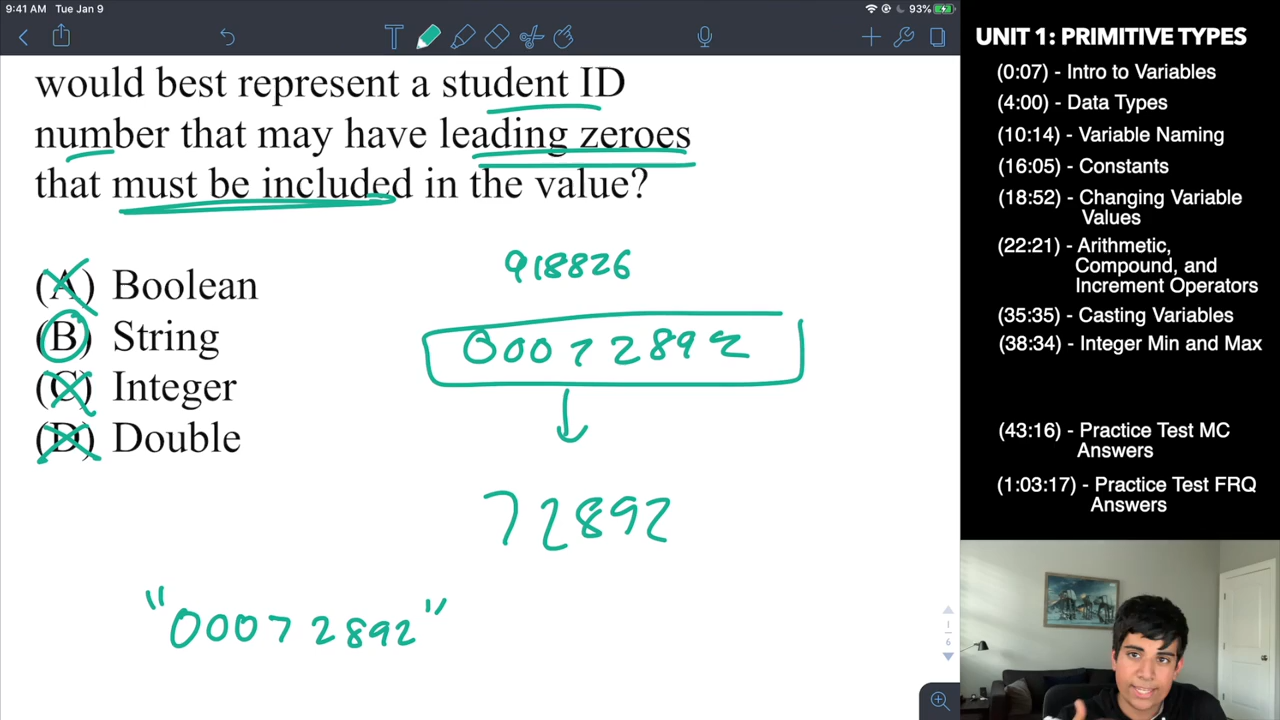 9:41 AM Tue Jan 9
93%
T
would best represent a student ID
number that may have leading zeroes
that must be included in the value?
918826
(A) Boolean
(B) String
(C) Integer
(D) Double
00072892
72892
"00072892"
1
6
UNIT 1: PRIMITIVE TYPES
(0:07) - Intro to Variables
(4:00) - Data Types
(10:14) - Variable Naming
(16:05) - Constants
(18:52) - Changing Variable
Values
(22:21) - Arithmetic,
Compound, and
Increment Operators
(35:35) - Casting Variables
(38:34) - Integer Min and Max
(43:16) - Practice Test MC
Answers
(1:03:17) - Practice Test FRQ
Answers